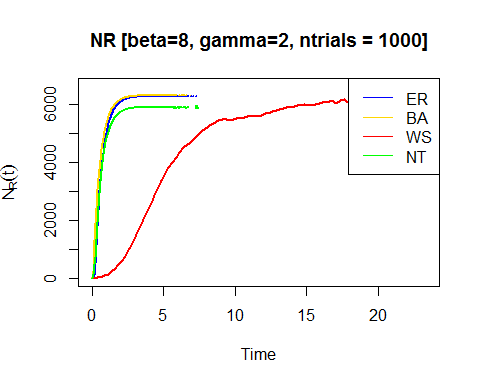 NR [beta=8, gamma=2, ntrials = 1000]
ER
BA
WS
NT
N_R(t)
0
2000
4000
6000
0
5
10
15
20
Time